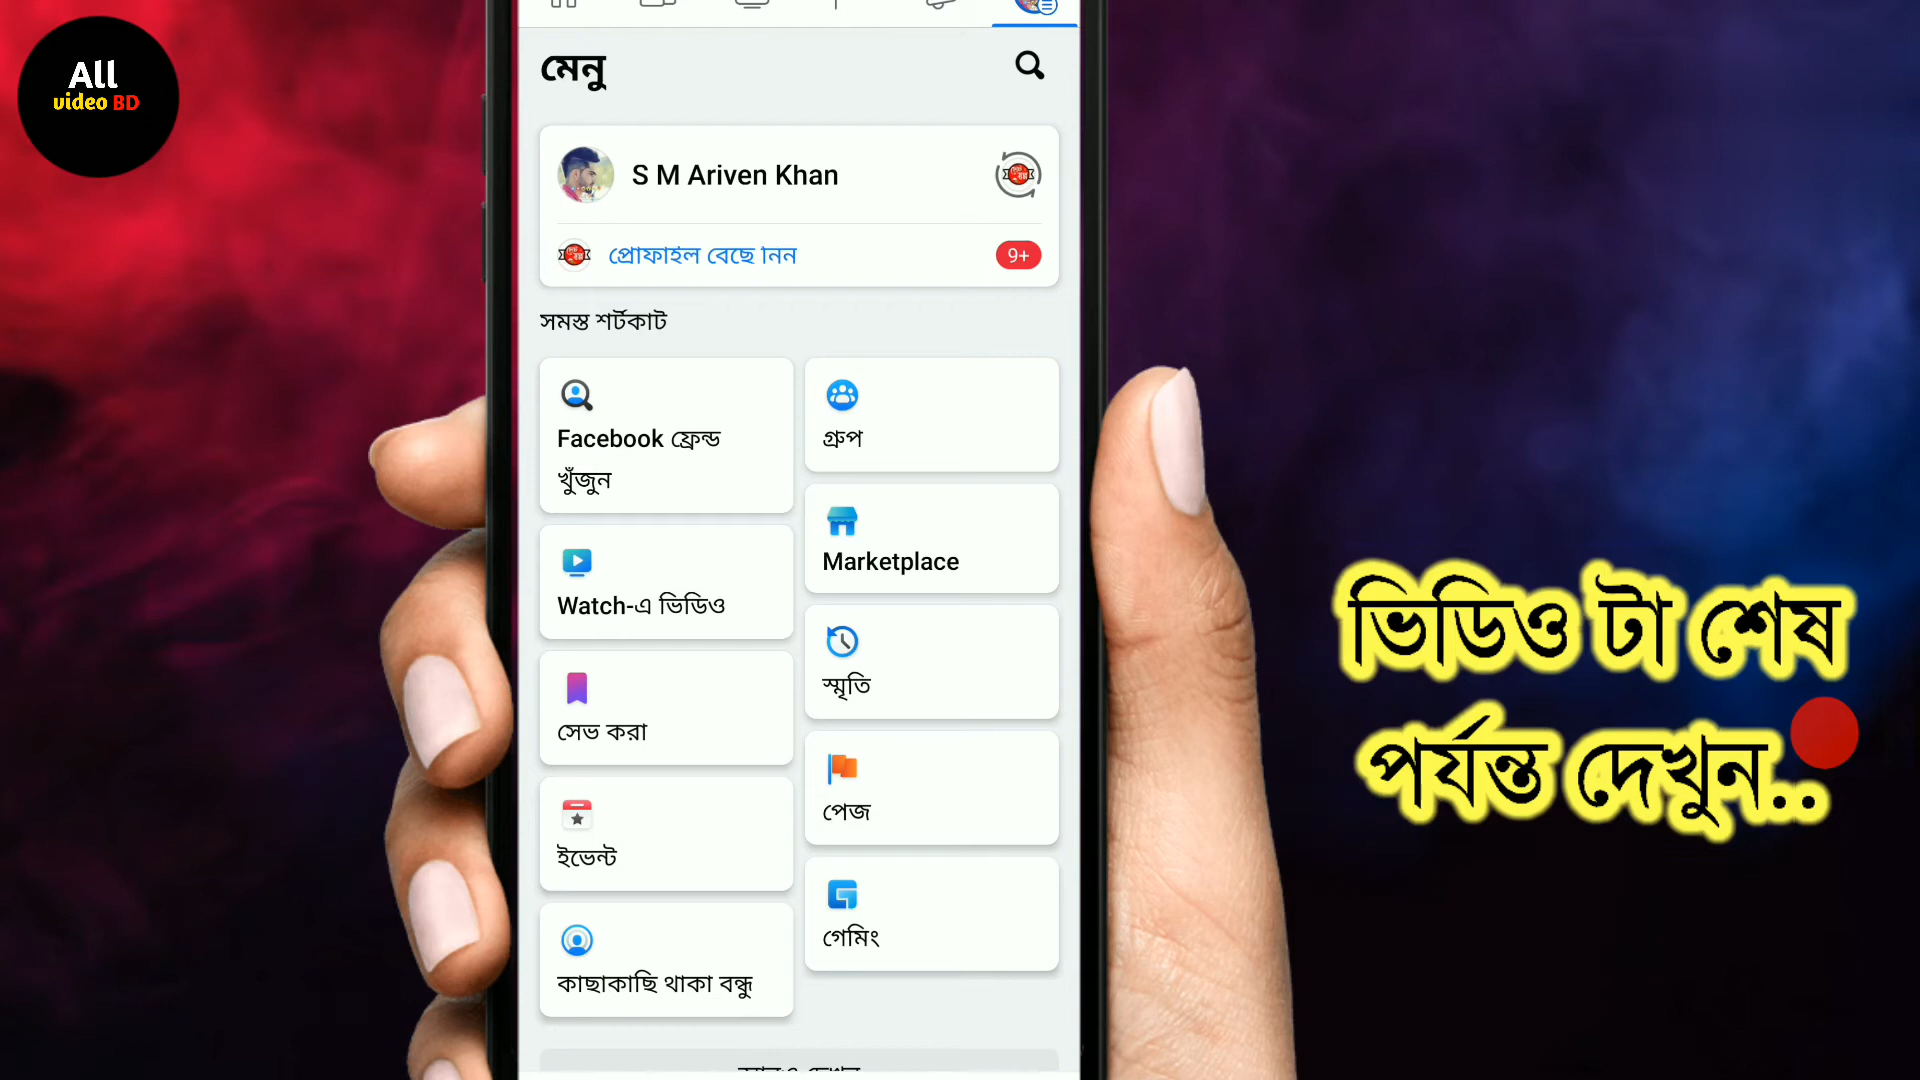 All
video BD
মেনু
S M Ariven Khan
প্রোফাইল বেছে নিন
9+
সমস্ত শর্টকাট
Facebook ফ্রেন্ড
খুঁজুন
গ্রুপ
Marketplace
Watch-এ ভিডিও
স্মৃতি
সেভ করা
পেজ
ইভেন্ট
গেমিং
কাছাকাছি থাকা বন্ধু
ভিডিও টা শেষ
পর্যন্ত দেখুন..